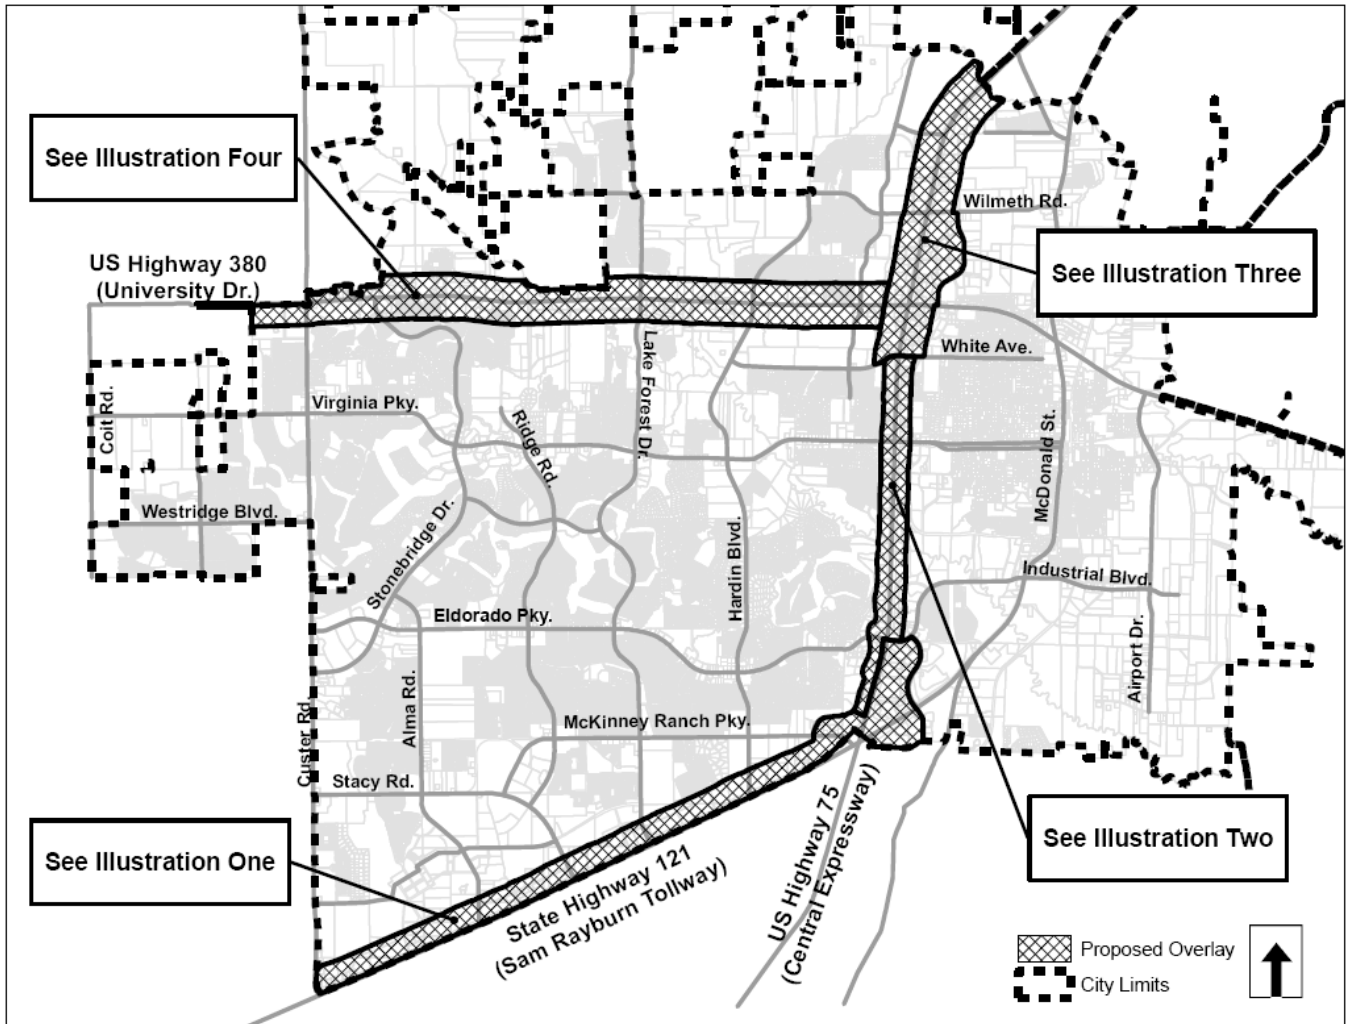 See Illustration Four
Wilmeth Rd.
US Highway 380
(University Dr.)
See Illustration Three
White Ave.
Lake Forest Dr.
Virginia Pky.
Coit Rd.
Ridge Rd.
McDonald St.
Westridge Blvd.
Stonebridge Dr.
Hardin Blvd.
Industrial Blvd.
Eldorado Pky.
Airport Dr.
Alma Rd.
Custer Rd.
McKinney Ranch Pky.
Stacy Rd.
See Illustration Two
See Illustration One
State Highway 121
(Sam Rayburn Tollway)
US Highway 75
(Central Expressway)
Proposed Overlay
City Limits